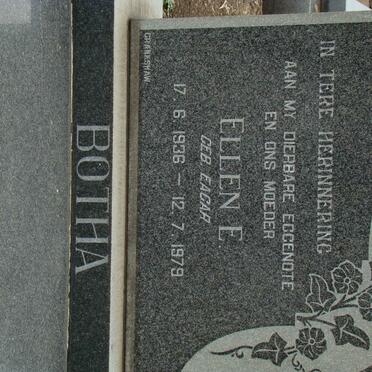 IN TERE HERINNERING
AAN MY DIERBARE EGGENOTE
EN ONS MOEDER
ELLEN E.
GEB. EAGAR
17. 6. 1936 — 12. 7. 1979
CRANKSHAW
BOTHA